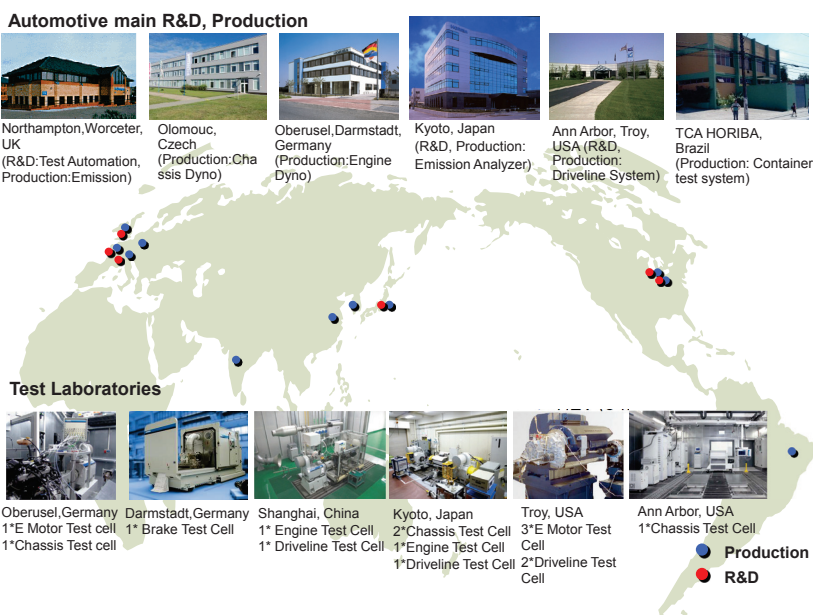 Automotive main R&D, Production
Northampton,Worceter,
UK
(R&D:Test Automation,
Production:Emission)
Olomouc,
Czech
(Production:Cha
ssis Dyno)
Oberusel,Darmstadt,
Germany
(Production:Engine
Dyno)
Kyoto, Japan
(R&D, Production:
Emission Analyzer)
Ann Arbor, Troy,
USA (R&D,
Production:
Driveline System)
TCA HORIBA,
Brazil
(Production: Container
test system)
Test Laboratories
Oberusel,Germany
1*E Motor Test Cell
1*Chassis Test cell
Darmstadt,Germany
1* Brake Test Cell
Shanghai, China
1* Engine Test Cell
1* Driveline Test Cell
Kyoto, Japan
2*Chassis Test Cell
1*Engine Test Cell
1*Driveline Test Cell
Troy, USA
3*E Motor Test
Cell
2*Driveline Test
Cell
Ann Arbor, USA
1*Chassis Test Cell
Production
R&D